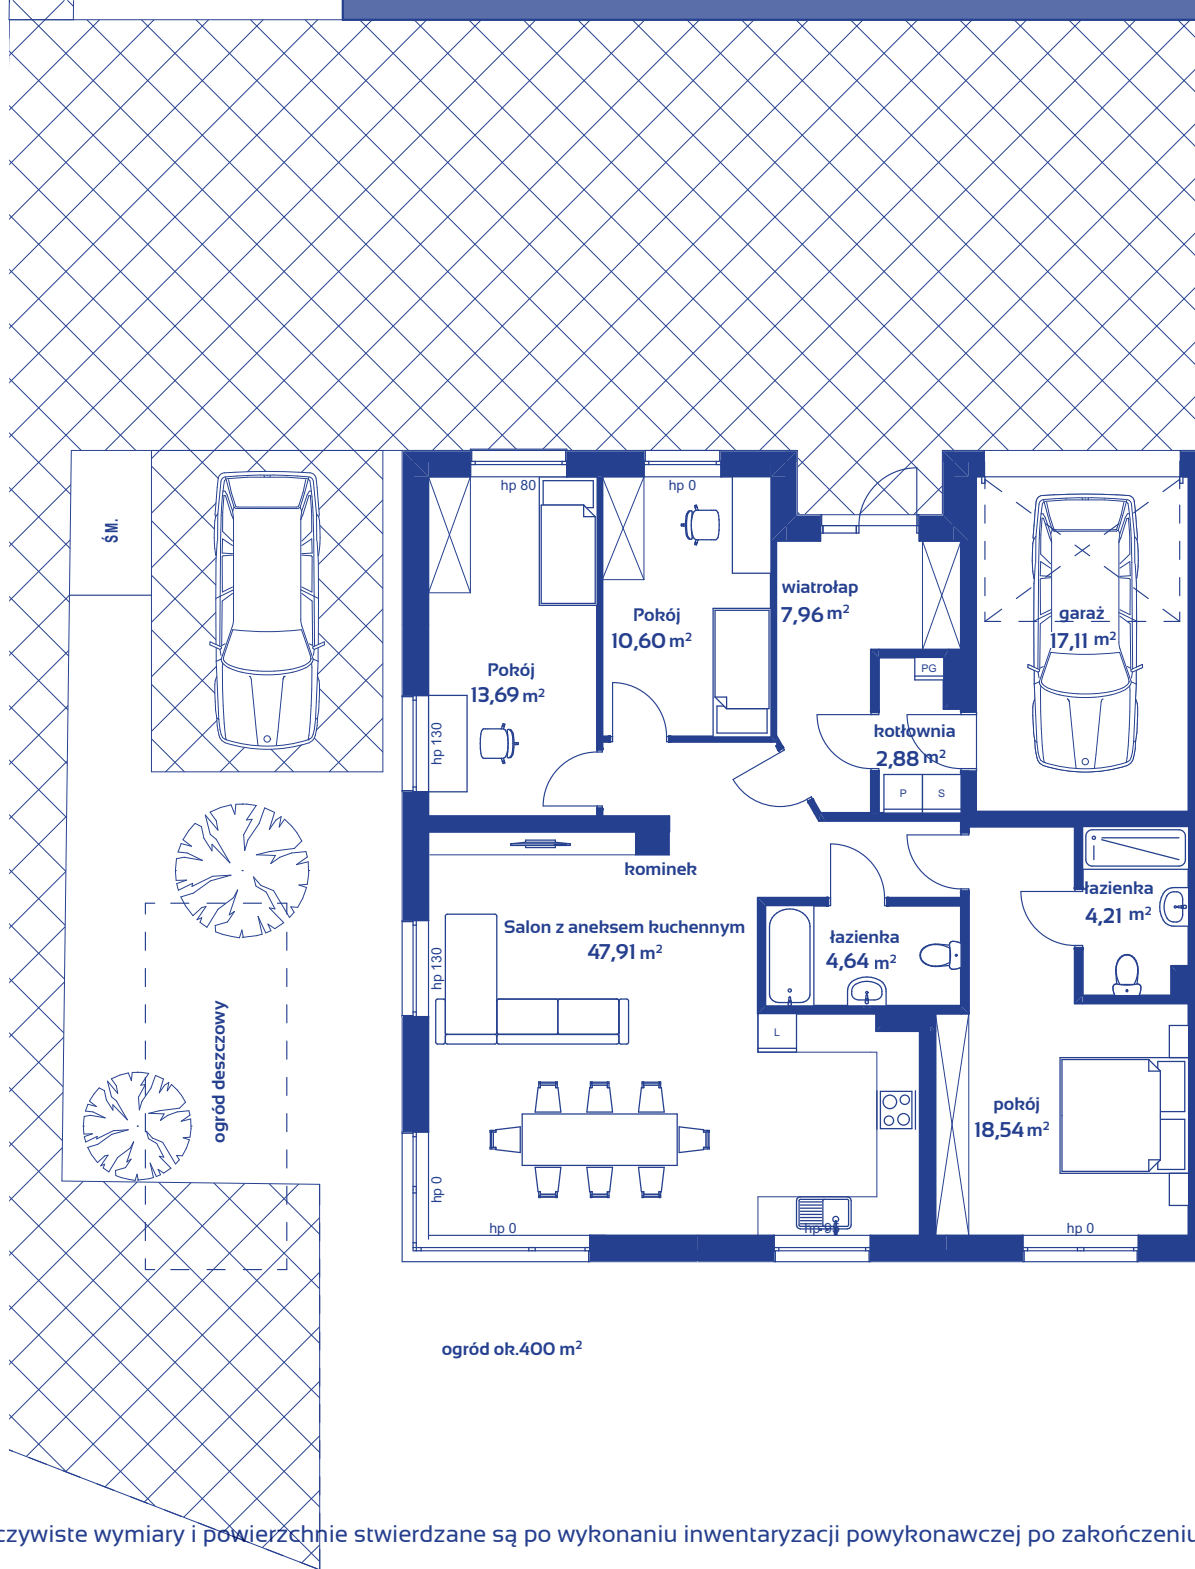 ŚM.
hp 80
hp 0
wiatrołap
7,96 m²
Pokój
10,60 m²
garaż
17,11 m²
Pokój
13,69 m²
PG
hp 130
kotłownia
2,88 m²
P
S
kominek
łazienka
4,21 m²
Salon z aneksem kuchennym
47,91 m²
łazienka
4,64 m²
hp 130
L
ogród deszczowy
pokój
18,54 m²
hp 0
hp 0
hp 0
ogród ok.400 m²
czywiste wymiary i powierzchnie stwierdzane są po wykonaniu inwentaryzacji powykonawczej po zakończeniu